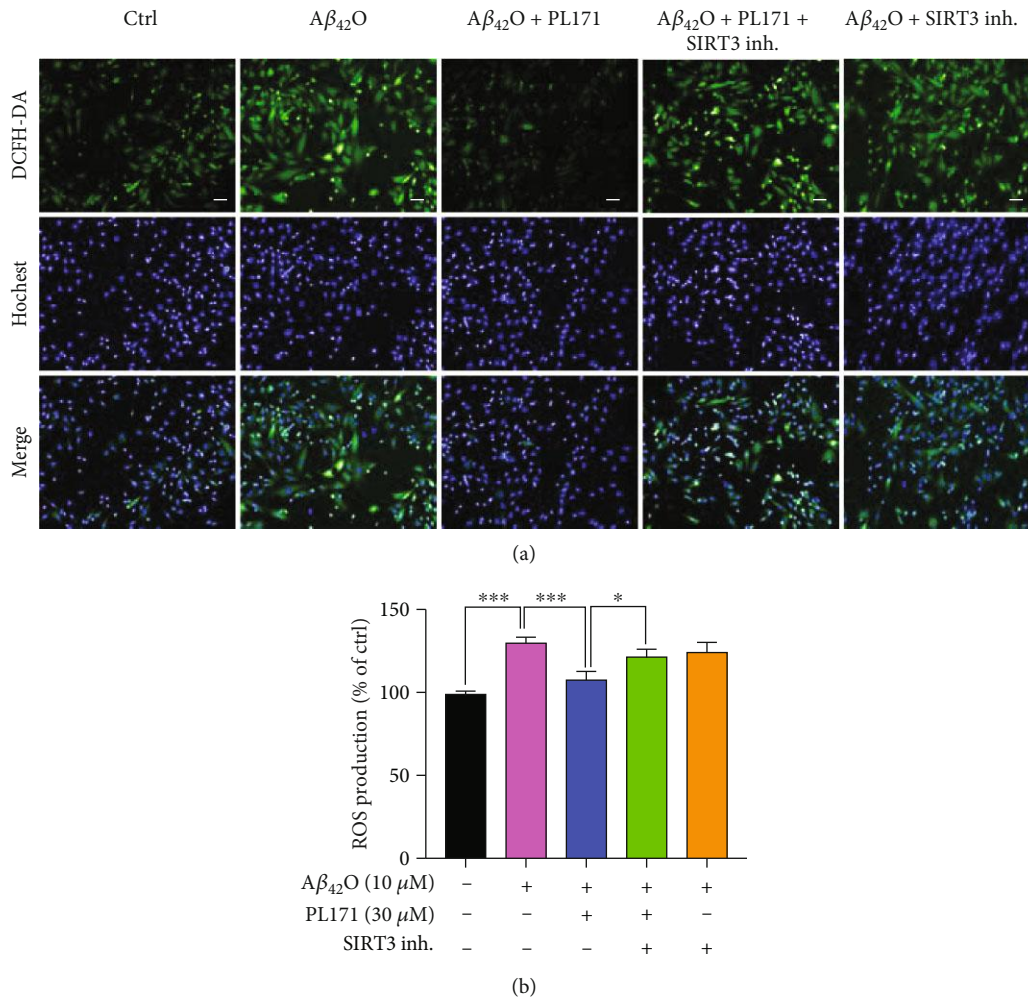 Ctrl
Aβ₄₂O
Aβ₄₂O + PL171
Aβ₄₂O + PL171 +
SIRT3 inh.
Aβ₄₂O + SIRT3 inh.
DCFH-DA
Hochest
Merge
(a)
ROS production (% of ctrl)
150
100
50
0
*** *** *
Aβ₄₂O (10 μM) – + + + +
PL171 (30 μM) – – + + –
SIRT3 inh. – – – + +
(b)